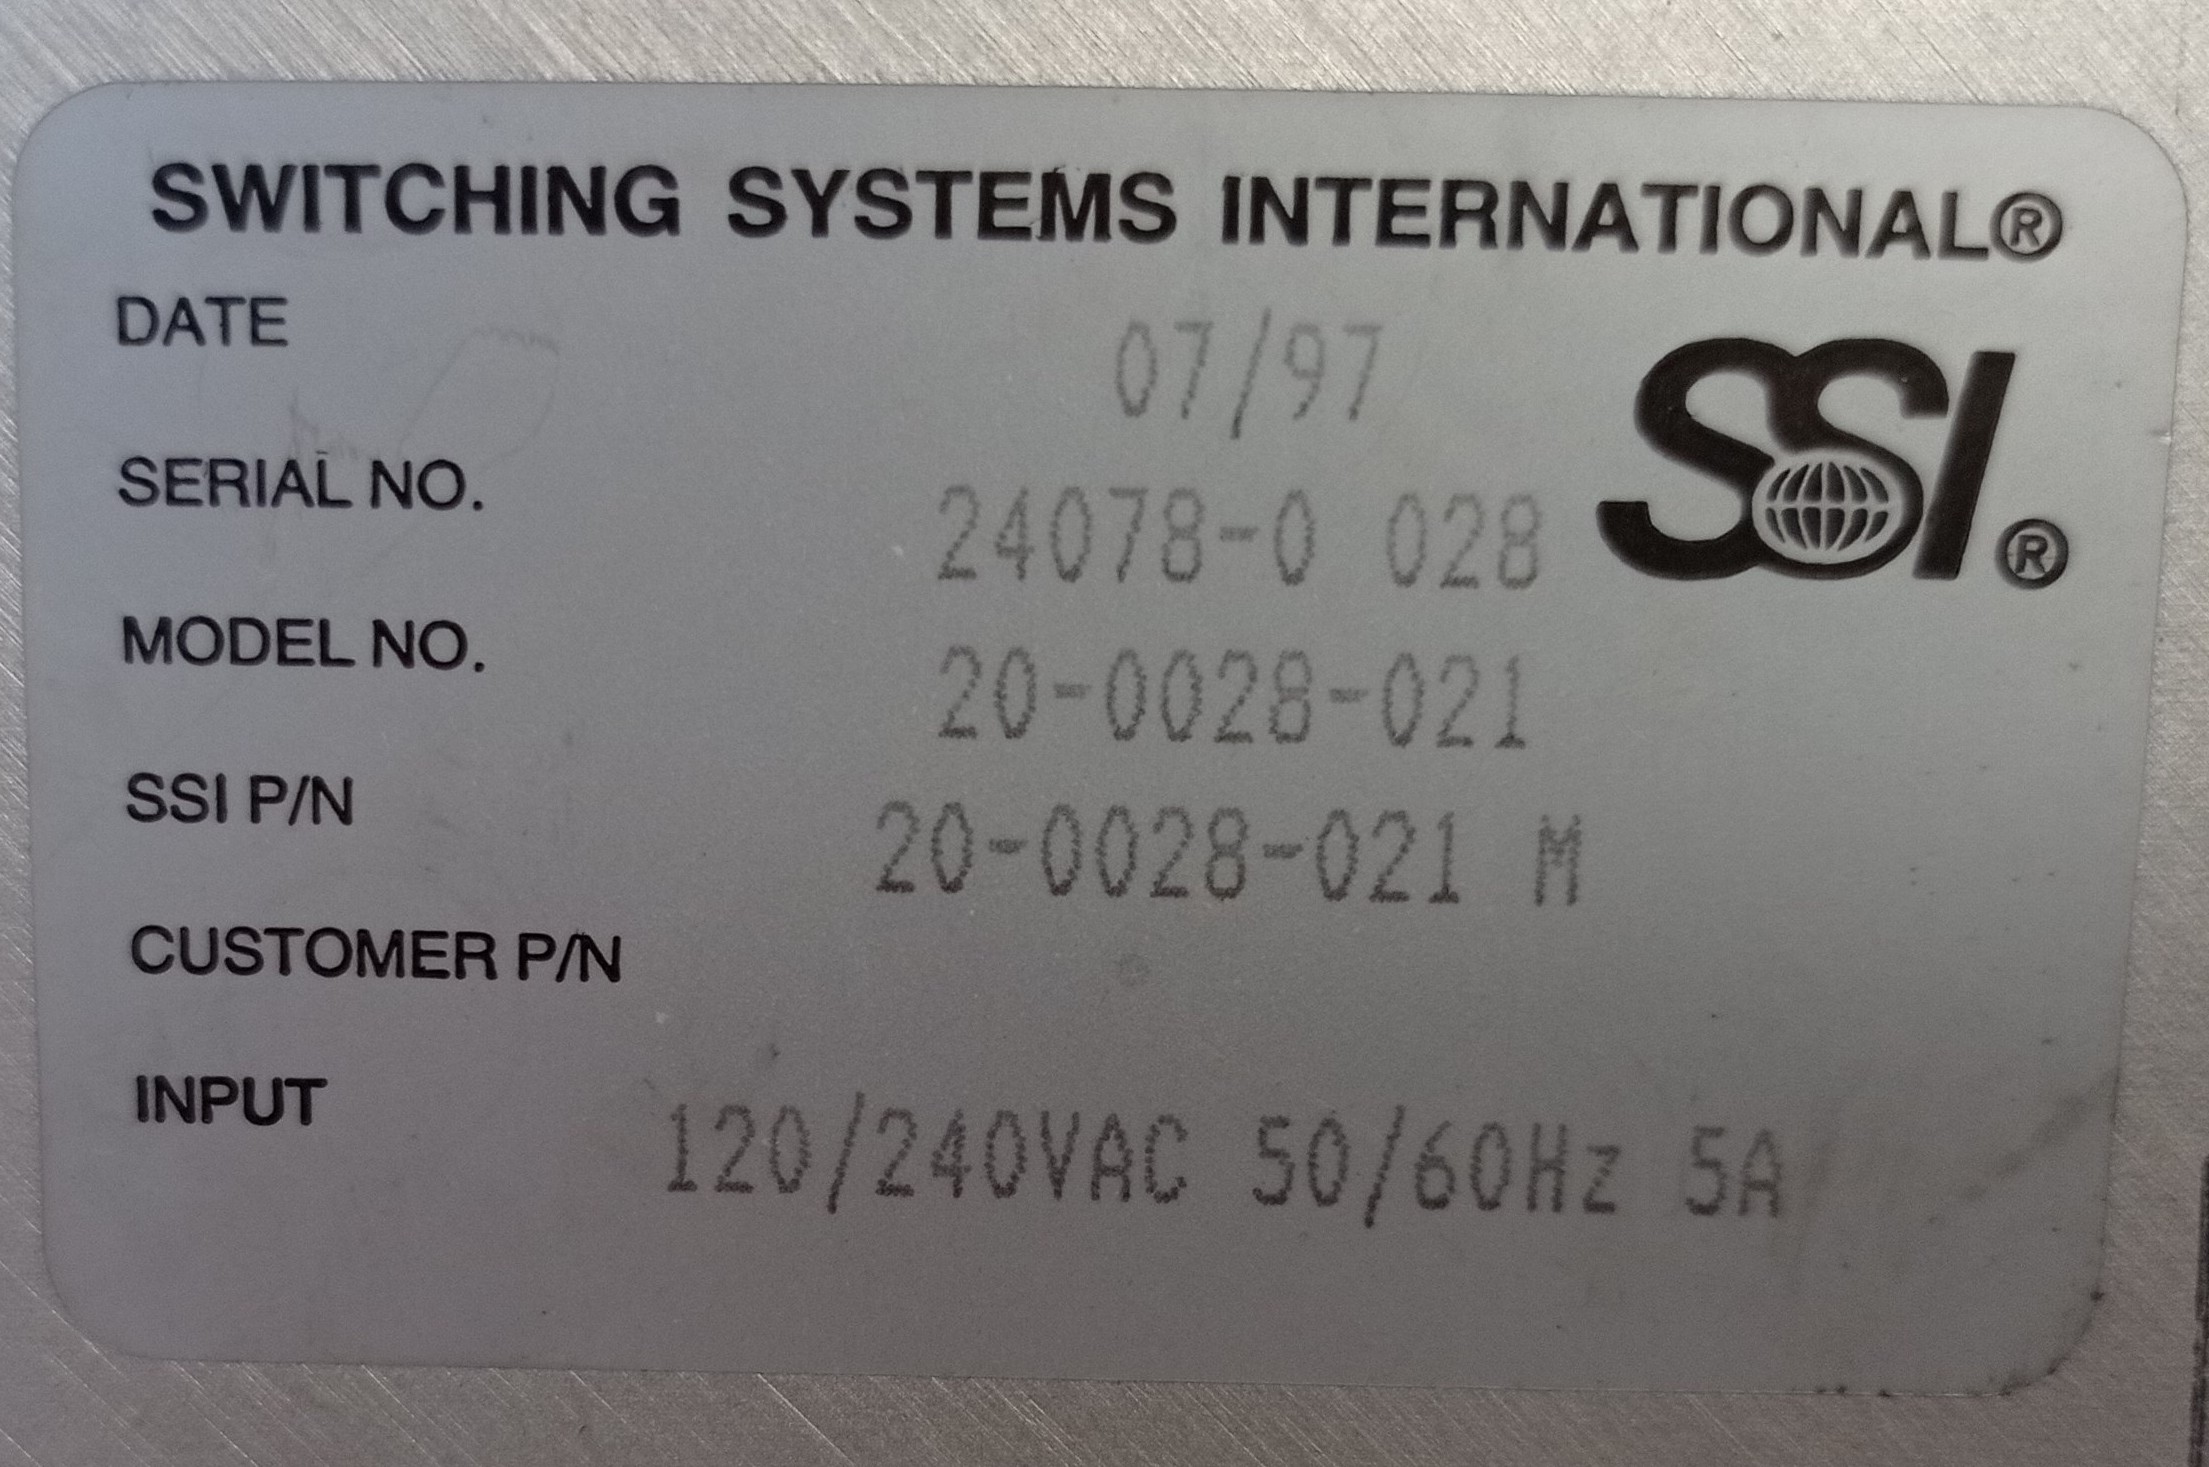 SWITCHING SYSTEMS INTERNATIONAL®
DATE 07/97
SSI®
SERIAL NO. 24078-0 028
MODEL NO. 20-0028-021
SSI P/N 20-0028-021 M
CUSTOMER P/N
INPUT 120/240VAC 50/60Hz 5A